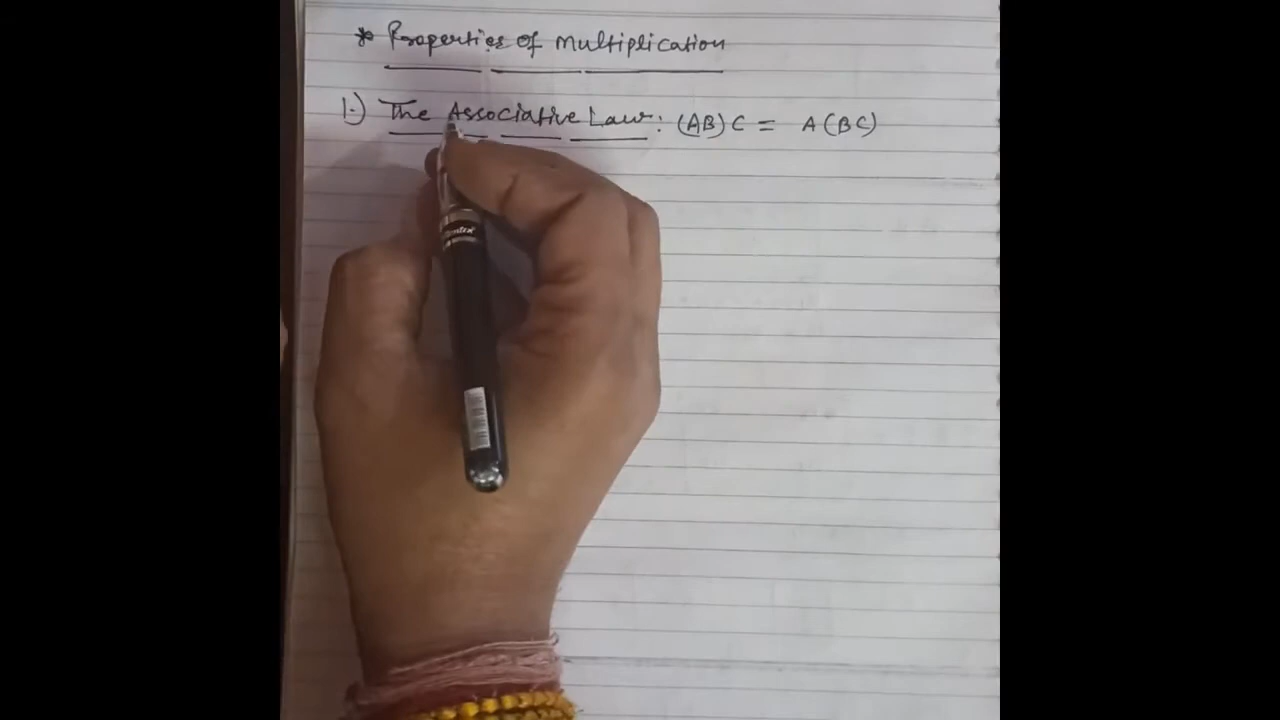 * Properties of Multiplication
1.) The Associative Law: (AB) C = A (BC)